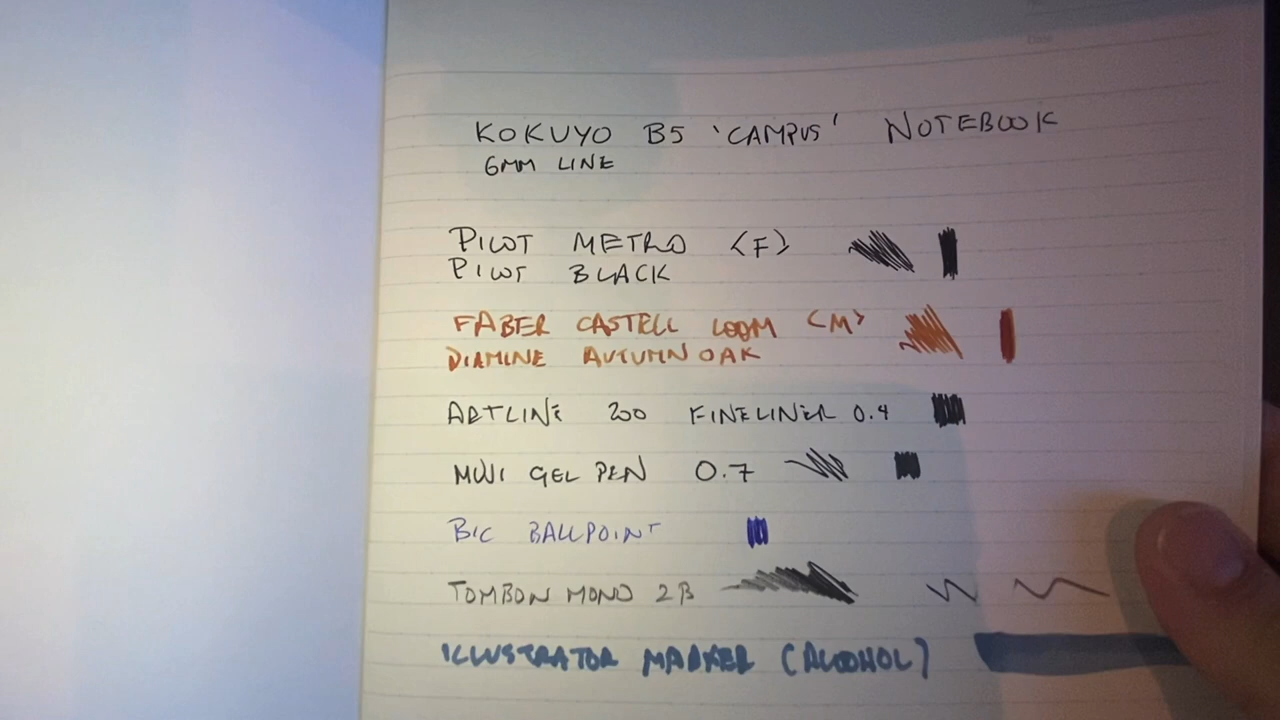 KOKUYO B5 'CAMPUS' NOTEBOOK
6MM LINE
PILOT METRO <F>
PILOT BLACK
FABER CASTELL LOOM <M>
DIAMINE AUTUMN OAK
ARTLINE 200 FINELINER 0.4
MUJI GEL PEN 0.7
BIC BALLPOINT
TOMBON MONO 2B
ILLUSTRATOR MARKER (ALCOHOL)